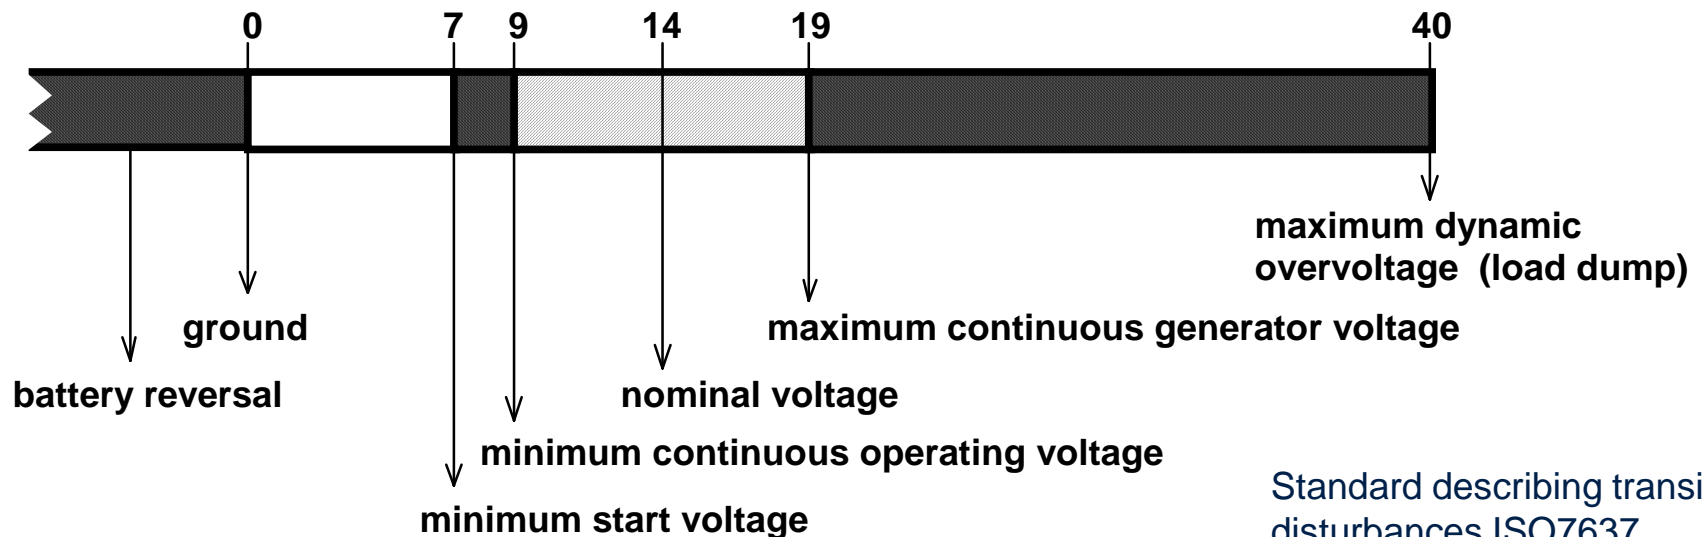 0 7 9 14 19 40
maximum dynamic
overvoltage (load dump)
ground
maximum continuous generator voltage
battery reversal
nominal voltage
minimum continuous operating voltage
minimum start voltage
Standard describing transi
disturbances ISO7637